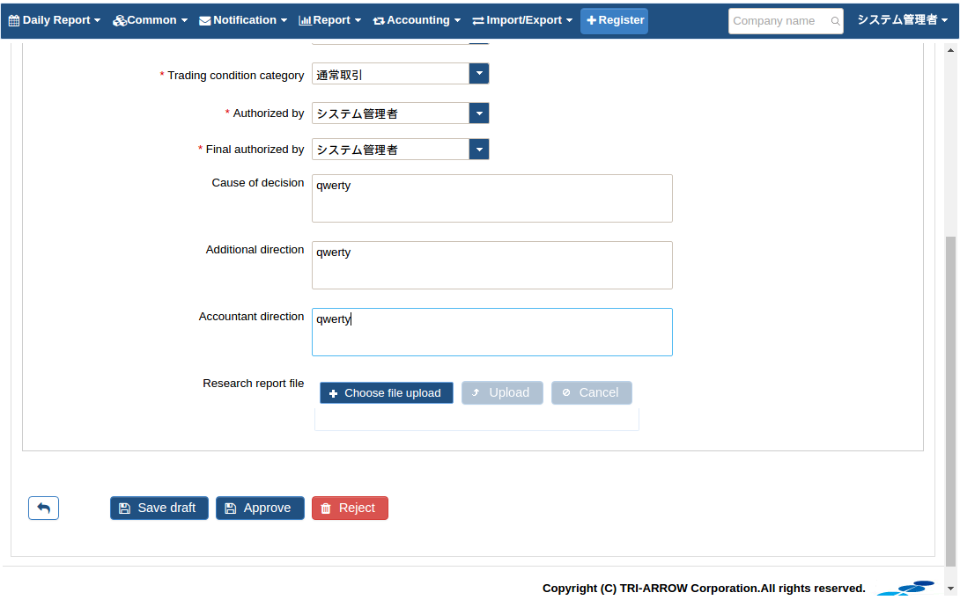 Daily Report Common Notification Report Accounting Import/Export Register Company name システム管理者
* Trading condition category 通常取引
* Authorized by システム管理者
* Final authorized by システム管理者
Cause of decision qwerty
Additional direction qwerty
Accountant direction qwerty
Research report file Choose file upload Upload Cancel
Save draft Approve Reject
Copyright (C) TRI-ARROW Corporation.All rights reserved.